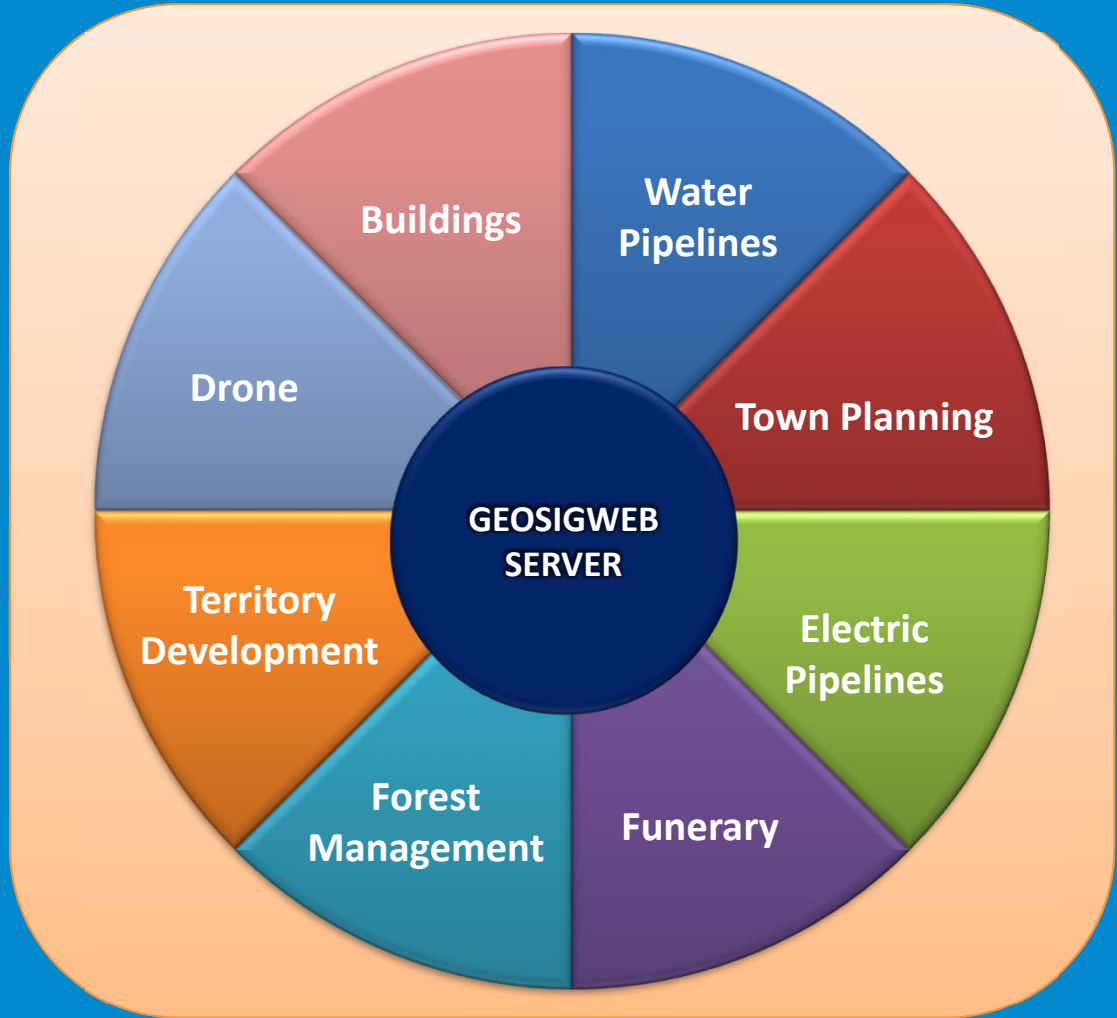 Buildings
Water
Pipelines
Drone
Town Planning
GEOSIGWEB
SERVER
Territory
Development
Electric
Pipelines
Forest
Management
Funerary